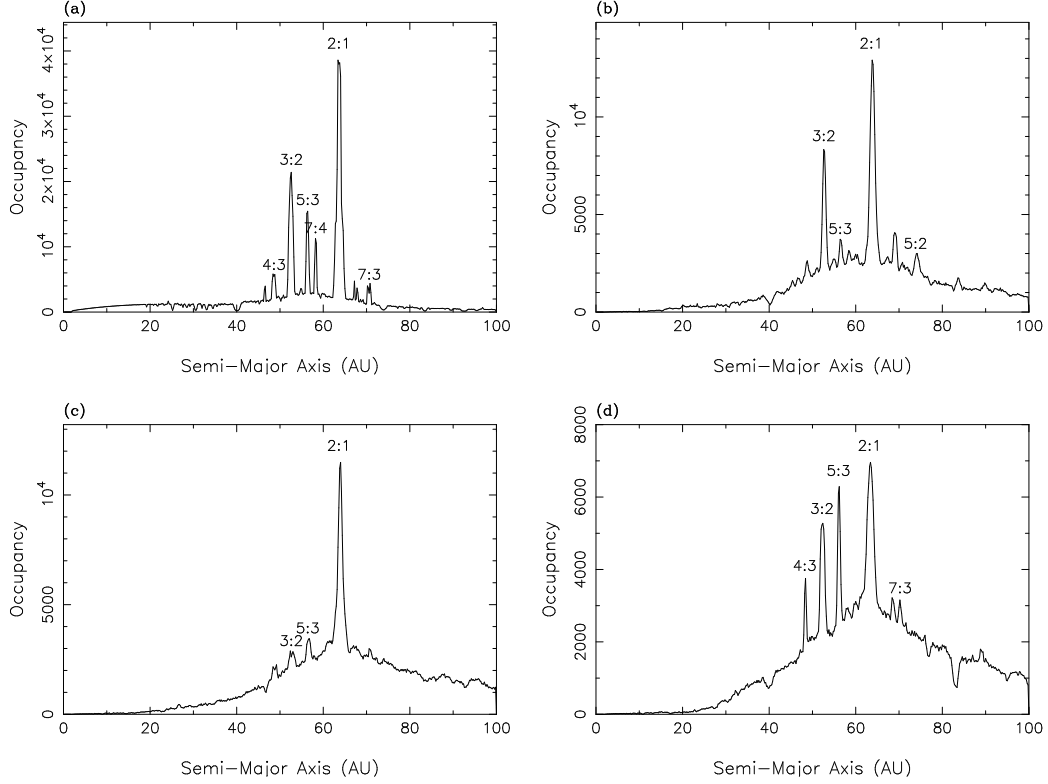 (a)
2:1
3:2
5:3
7:4
4:3
7:3
4×10⁴
3×10⁴
2×10⁴
10⁴
0
Occupancy
0 20 40 60 80 100
Semi-Major Axis (AU)
(b)
2:1
3:2
5:3
5:2
10⁴
5000
0
Occupancy
0 20 40 60 80 100
Semi-Major Axis (AU)
(c)
2:1
5:3
3:2
10⁴
5000
0
Occupancy
0 20 40 60 80 100
Semi-Major Axis (AU)
(d)
2:1
5:3
3:2
4:3
7:3
8000
6000
4000
2000
0
Occupancy
0 20 40 60 80 100
Semi-Major Axis (AU)